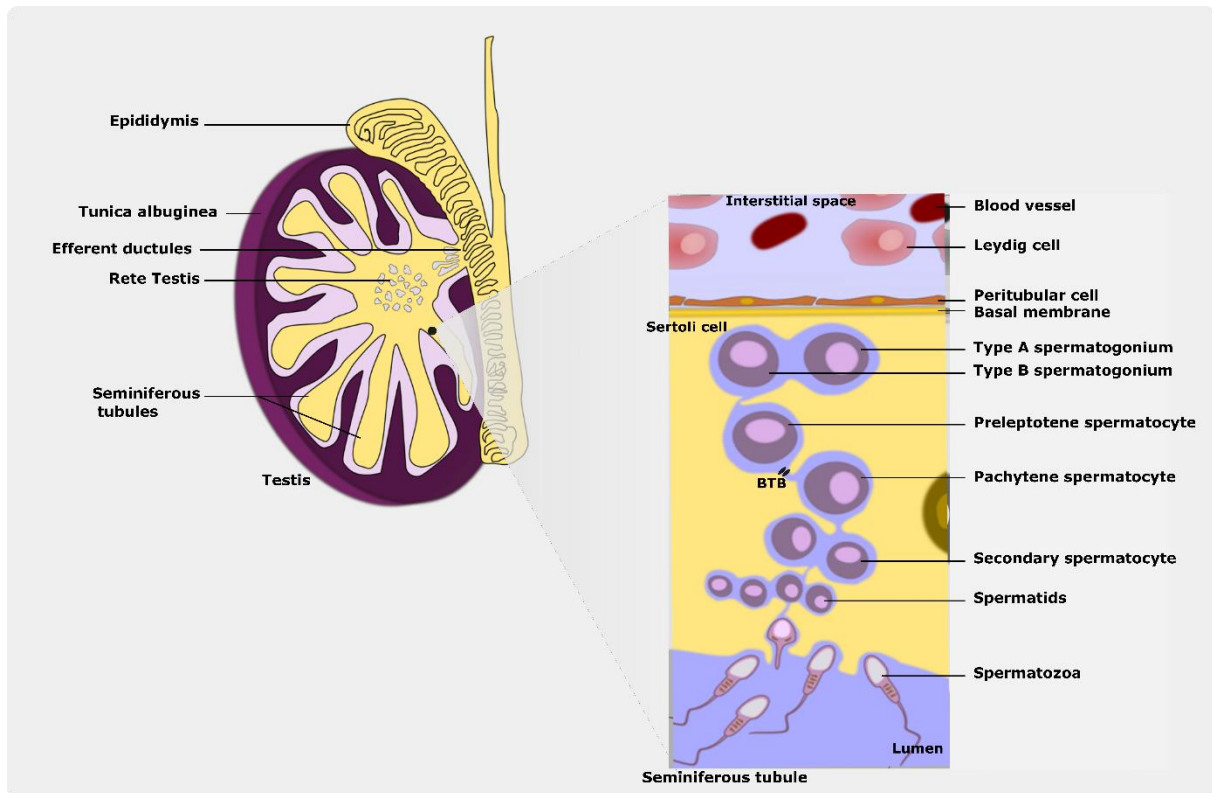 Epididymis
Tunica albuginea
Efferent ductules
Rete Testis
Seminiferous
tubules
Testis
Interstitial space
Blood vessel
Leydig cell
Peritubular cell
Basal membrane
Sertoli cell
Type A spermatogonium
Type B spermatogonium
Preleptotene spermatocyte
BTB
Pachytene spermatocyte
Secondary spermatocyte
Spermatids
Spermatozoa
Lumen
Seminiferous tubule